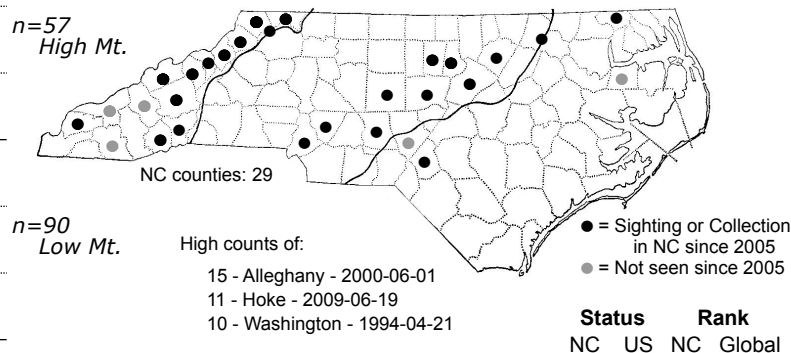 n=57
High Mt.
NC counties: 29
n=90
Low Mt.
High counts of:
15 - Alleghany - 2000-06-01
11 - Hoke - 2009-06-19
10 - Washington - 1994-04-21
= Sighting or Collection
in NC since 2005
= Not seen since 2005
Status Rank
NC US NC Global